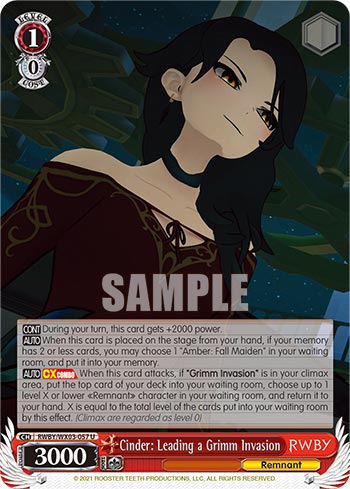 LEVEL
1
0
COST
SAMPLE
CONT During your turn, this card gets +2000 power.
AUTO When this card is placed on the stage from your hand, if your memory
has 2 or less cards, you may choose 1 "Amber: Fall Maiden" in your waiting
room, and put it into your memory.
AUTO CX COMBO When this card attacks, if "Grimm Invasion" is in your climax
area, put the top card of your deck into your waiting room, choose up to 1
level X or lower «Remnant» character in your waiting room, and return it to
your hand. X is equal to the total level of the cards put into your waiting room
by this effect. (Climax are regarded as level 0)
CH RWBY/WX03-057 U
Cinder: Leading a Grimm Invasion RWBY
3000
Remnant
©2021 ROOSTER TEETH PRODUCTIONS, LLC, ALL RIGHTS RESERVED.